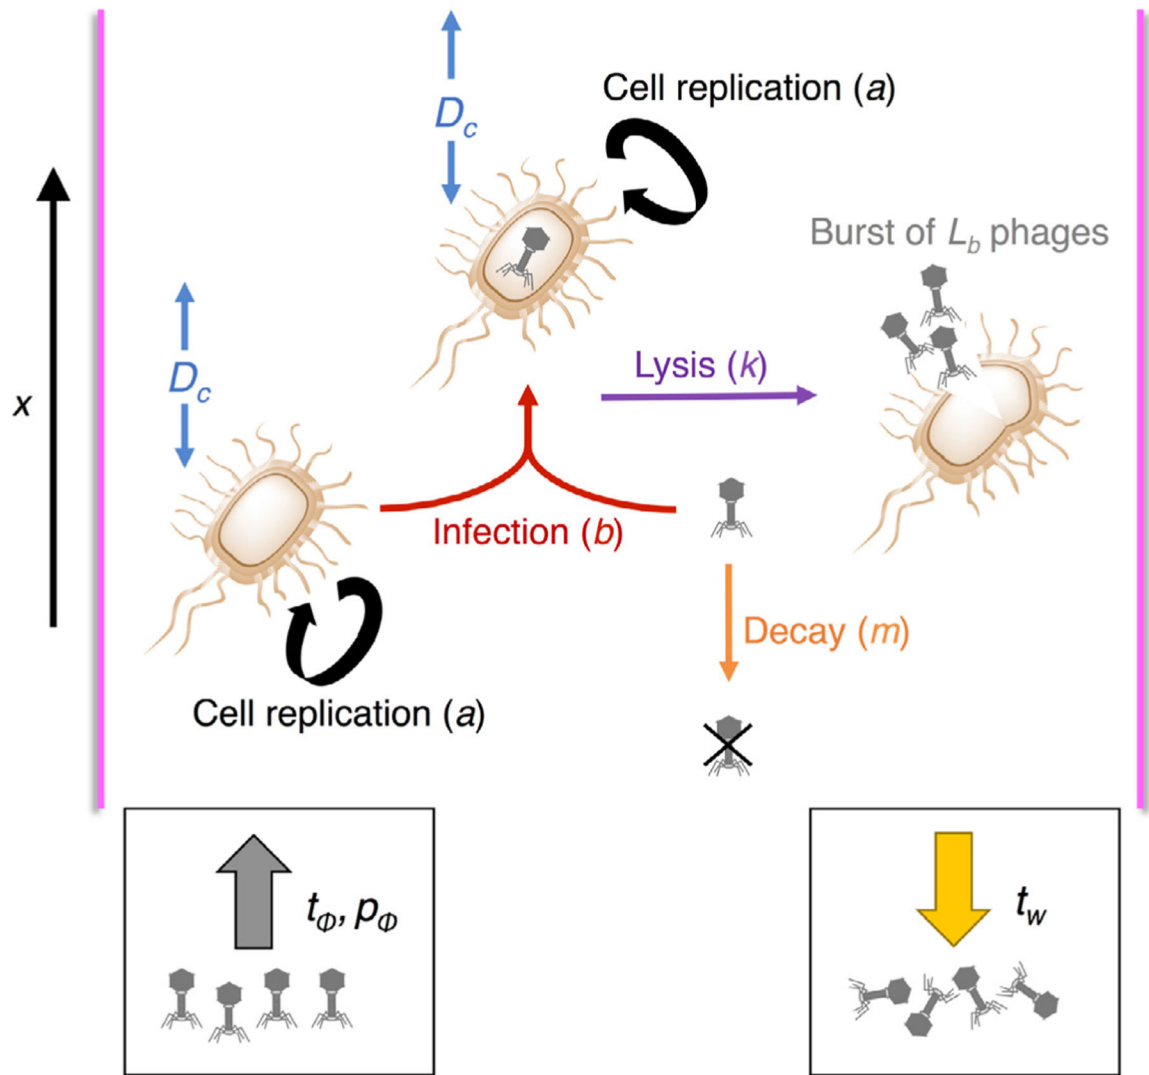 Cell replication (a)
D_c
Burst of L_b phages
D_c
Lysis (k)
x
Infection (b)
Decay (m)
Cell replication (a)
t_Φ, p_Φ
t_w